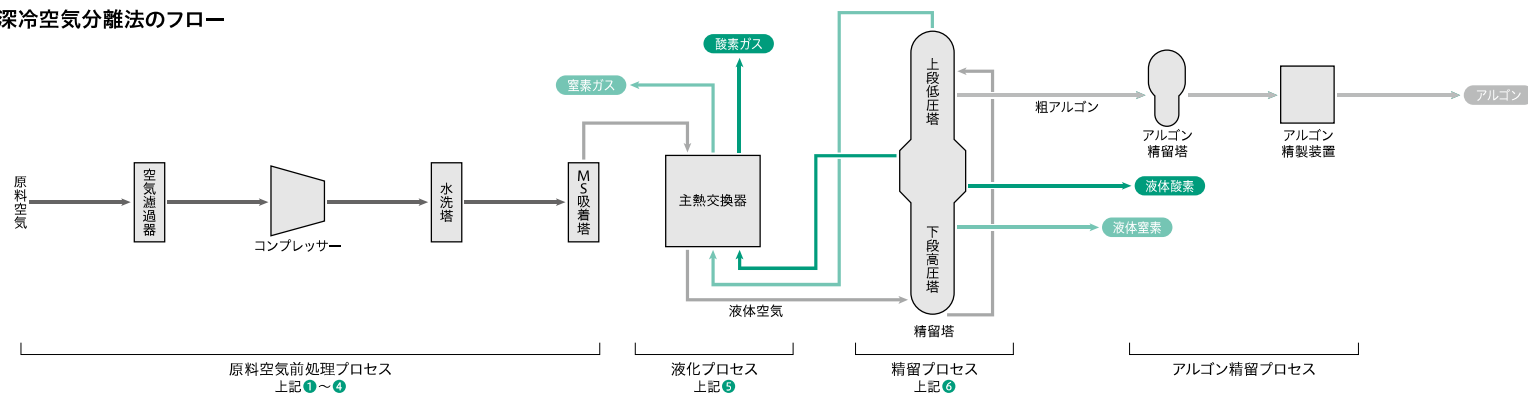 深冷空気分離法のフロー
酸素ガス
窒素ガス
上段低圧塔
粗アルゴン
アルゴン
精留塔
アルゴン
精製装置
アルゴン
原料空気
空気濾過器
コンプレッサー
水洗塔
MS吸着塔
主熱交換器
液体酸素
液体窒素
下段高圧塔
液体空気
精留塔
原料空気前処理プロセス
上記1～4
液化プロセス
上記5
精留プロセス
上記6
アルゴン精留プロセス